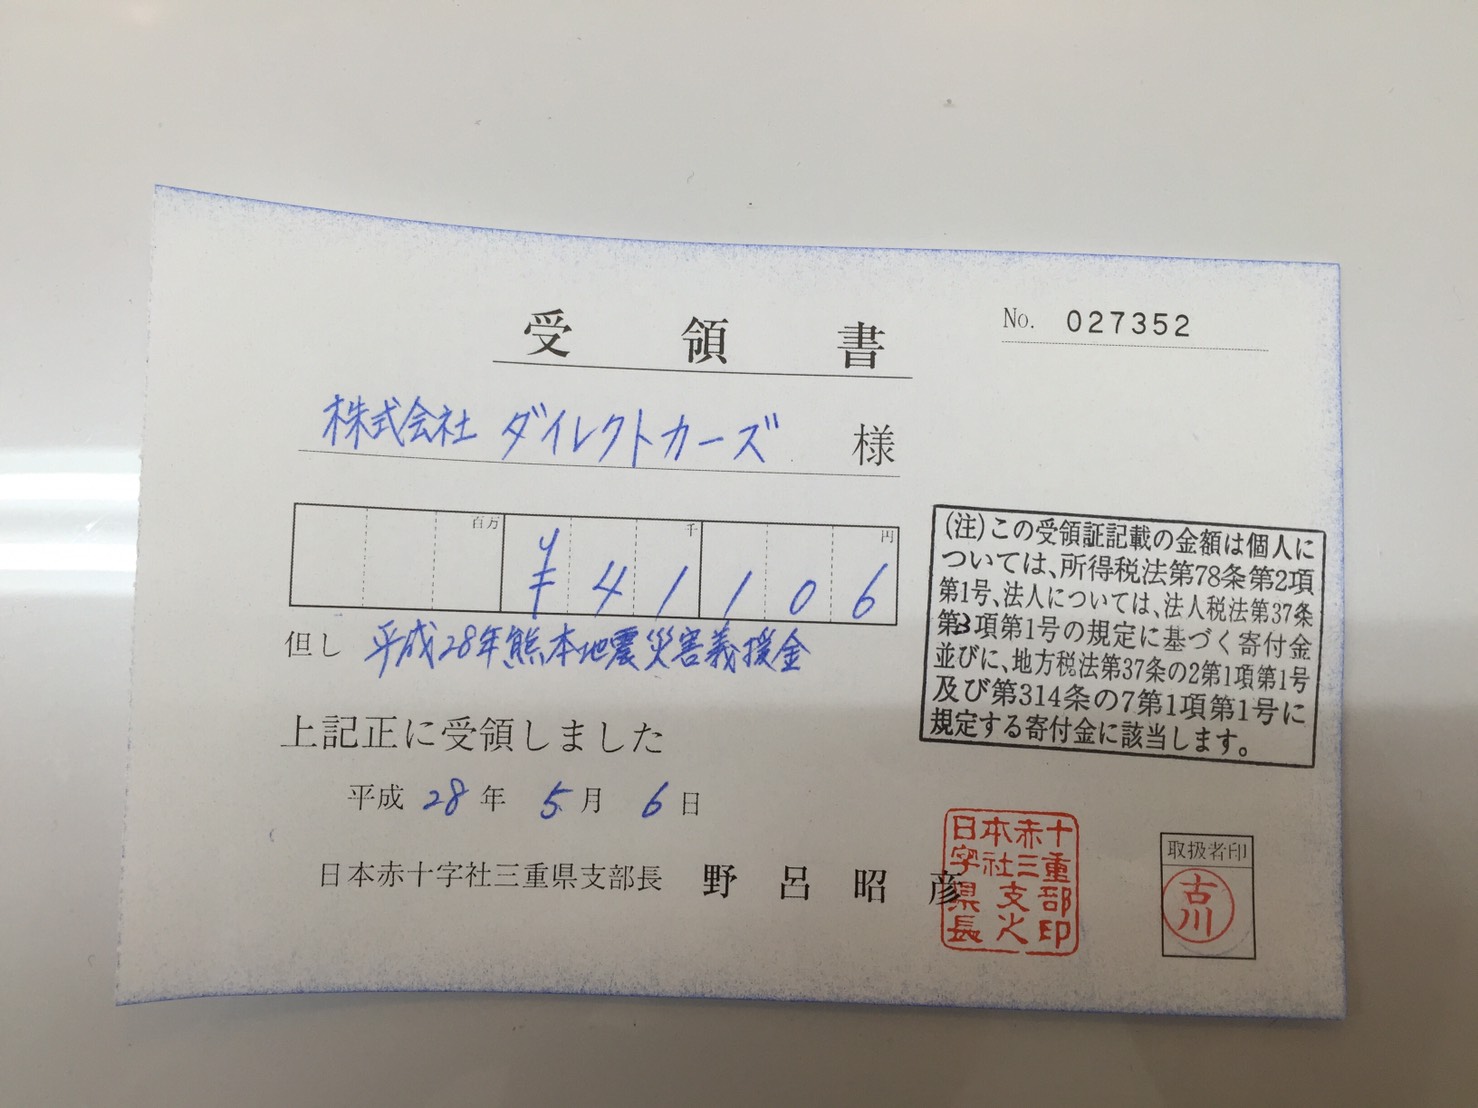 受領書
No. 027352
株式会社 ダイレクトカーズ 様
百万 千 円
¥41106
但し 平成28年熊本地震災害義援金
上記正に受領しました
平成 28 年 5 月 6 日
日本赤十字社三重県支部長 野呂昭彦
(注)この受領証記載の金額は個人に
ついては、所得税法第78条第2項
第1号、法人については、法人税法第37条
第3項第1号の規定に基づく寄付金
並びに、地方税法第37条の2第1項第1号
及び第314条の7第1項第1号に
規定する寄付金に該当します。
日本赤十
字社三重
県支部
長 印
取扱者印
古川